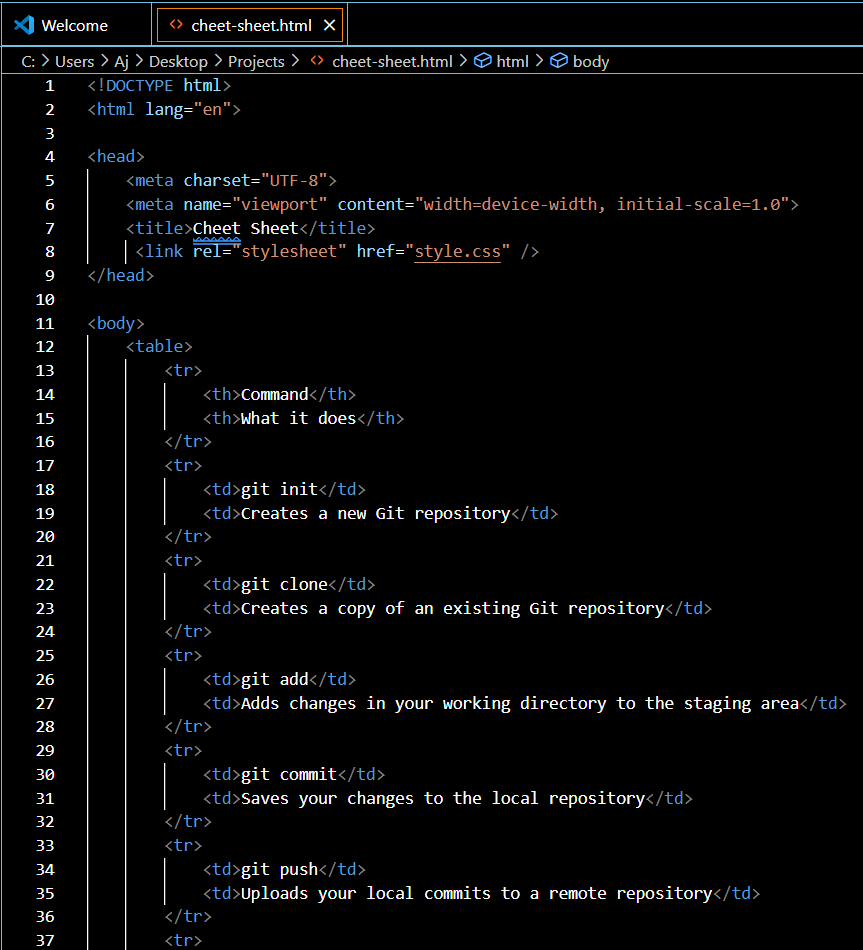 Welcome
cheet-sheet.html
C: > Users > Aj > Desktop > Projects > cheet-sheet.html > html > body
1 <!DOCTYPE html>
2 <html lang="en">
3
4 <head>
5 <meta charset="UTF-8">
6 <meta name="viewport" content="width=device-width, initial-scale=1.0">
7 <title>Cheet Sheet</title>
8 <link rel="stylesheet" href="style.css" />
9 </head>
10
11 <body>
12 <table>
13 <tr>
14 <th>Command</th>
15 <th>What it does</th>
16 </tr>
17 <tr>
18 <td>git init</td>
19 <td>Creates a new Git repository</td>
20 </tr>
21 <tr>
22 <td>git clone</td>
23 <td>Creates a copy of an existing Git repository</td>
24 </tr>
25 <tr>
26 <td>git add</td>
27 <td>Adds changes in your working directory to the staging area</td>
28 </tr>
29 <tr>
30 <td>git commit</td>
31 <td>Saves your changes to the local repository</td>
32 </tr>
33 <tr>
34 <td>git push</td>
35 <td>Uploads your local commits to a remote repository</td>
36 </tr>
37 <tr>